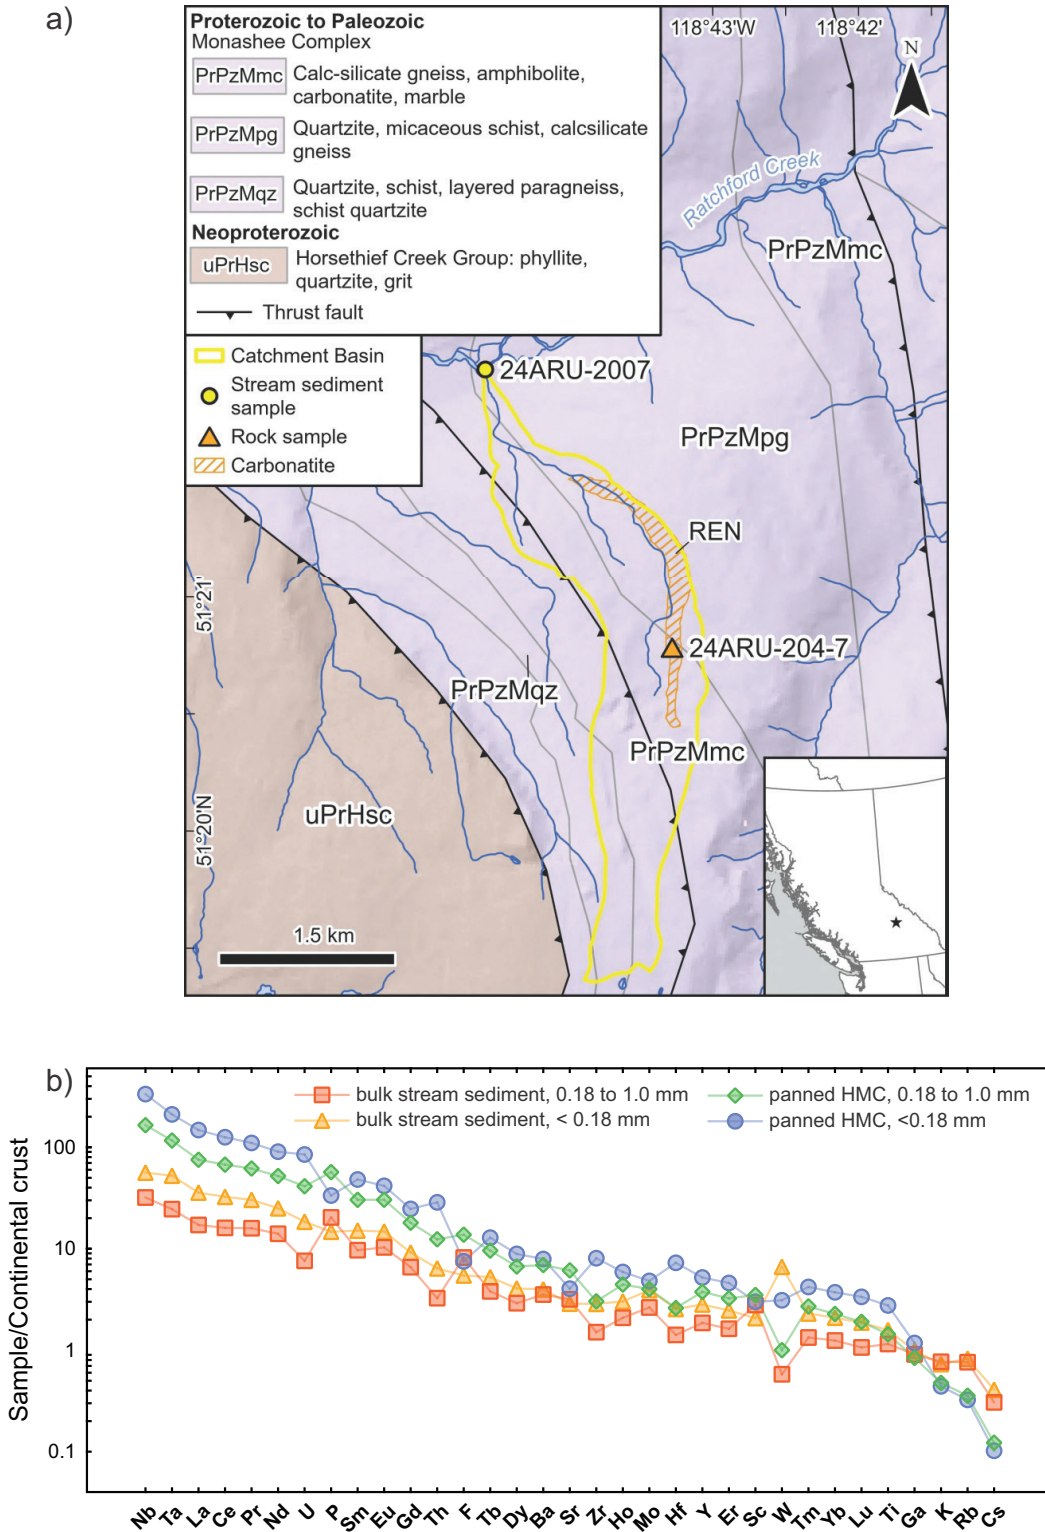 a)
Proterozoic to Paleozoic
Monashee Complex
PrPzMmc Calc-silicate gneiss, amphibolite,
carbonatite, marble
PrPzMpg Quartzite, micaceous schist, calcsilicate
gneiss
PrPzMqz Quartzite, schist, layered paragneiss,
schist quartzite
Neoproterozoic
uPrHsc Horsethief Creek Group: phyllite,
quartzite, grit
Thrust fault
Catchment Basin
Stream sediment
sample
Rock sample
Carbonatite
118°43'W 118°42'
N
Ratchford Creek
PrPzMmc
24ARU-2007
PrPzMpg
REN
51°21'
24ARU-204-7
PrPzMqz
PrPzMmc
uPrHsc
51°20'N
1.5 km
b)
bulk stream sediment, 0.18 to 1.0 mm
bulk stream sediment, < 0.18 mm
panned HMC, 0.18 to 1.0 mm
panned HMC, <0.18 mm
Sample/Continental crust
100
10
1
0.1
Nb Ta La Ce Pr Nd U P Sm Eu Gd Th F Tb Dy Ba Sr Zr Ho Mo Hf Y Er Sc W Tm Yb Lu Ti Ga K Rb Cs